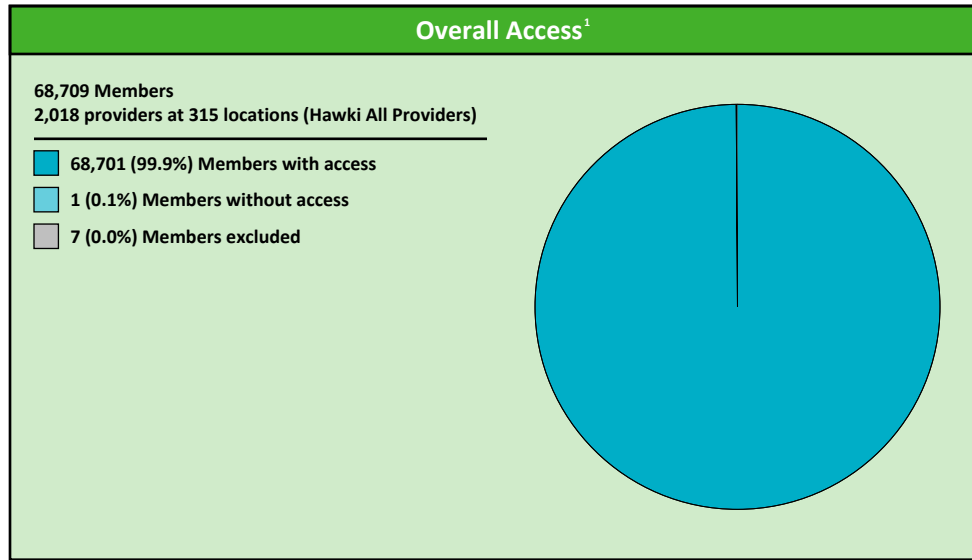 Overall Access1
68,709 Members
2,018 providers at 315 locations (Hawki All Providers)
68,701 (99.9%) Members with access
1 (0.1%) Members without access
7 (0.0%) Members excluded